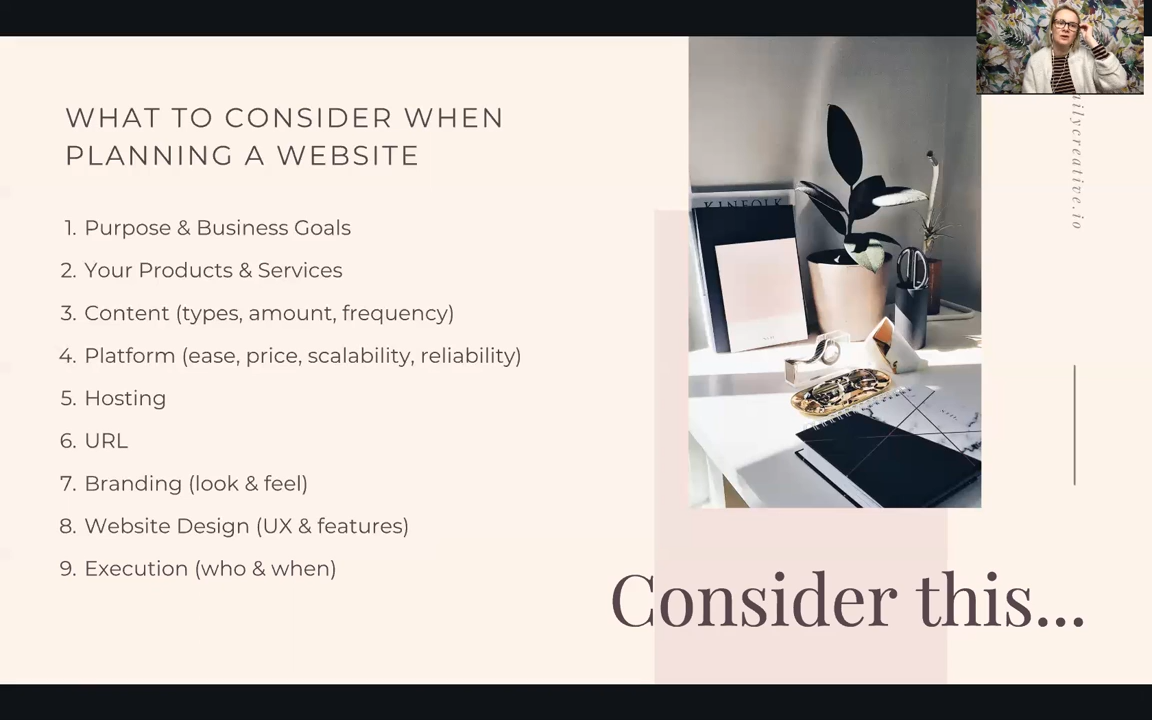 WHAT TO CONSIDER WHEN
PLANNING A WEBSITE
1. Purpose & Business Goals
2. Your Products & Services
3. Content (types, amount, frequency)
4. Platform (ease, price, scalability, reliability)
5. Hosting
6. URL
7. Branding (look & feel)
8. Website Design (UX & features)
9. Execution (who & when)
KINFOLK
ailycreative.io
Consider this...